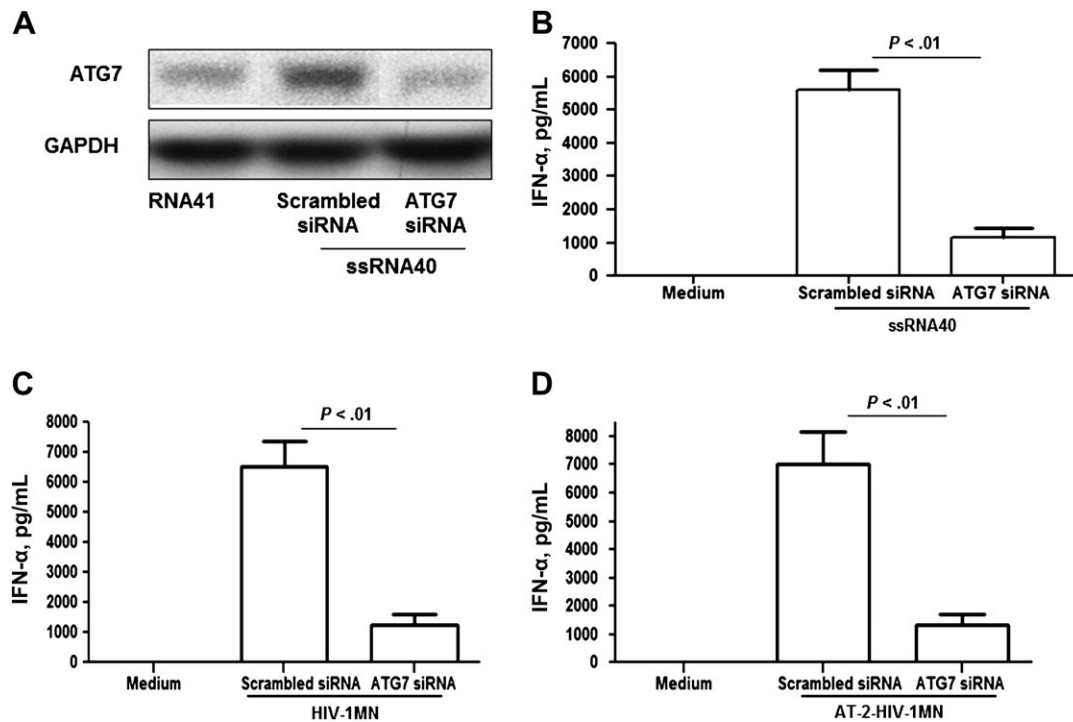 A
ATG7
GAPDH
RNA41
Scrambled siRNA
ATG7 siRNA
ssRNA40
B
P < .01
IFN-α, pg/mL
7000
6000
5000
4000
3000
2000
1000
0
Medium
Scrambled siRNA
ATG7 siRNA
ssRNA40
C
P < .01
IFN-α, pg/mL
8000
7000
6000
5000
4000
3000
2000
1000
0
Medium
Scrambled siRNA
ATG7 siRNA
HIV-1MN
D
P < .01
IFN-α, pg/mL
8000
7000
6000
5000
4000
3000
2000
1000
0
Medium
Scrambled siRNA
ATG7 siRNA
AT-2-HIV-1MN